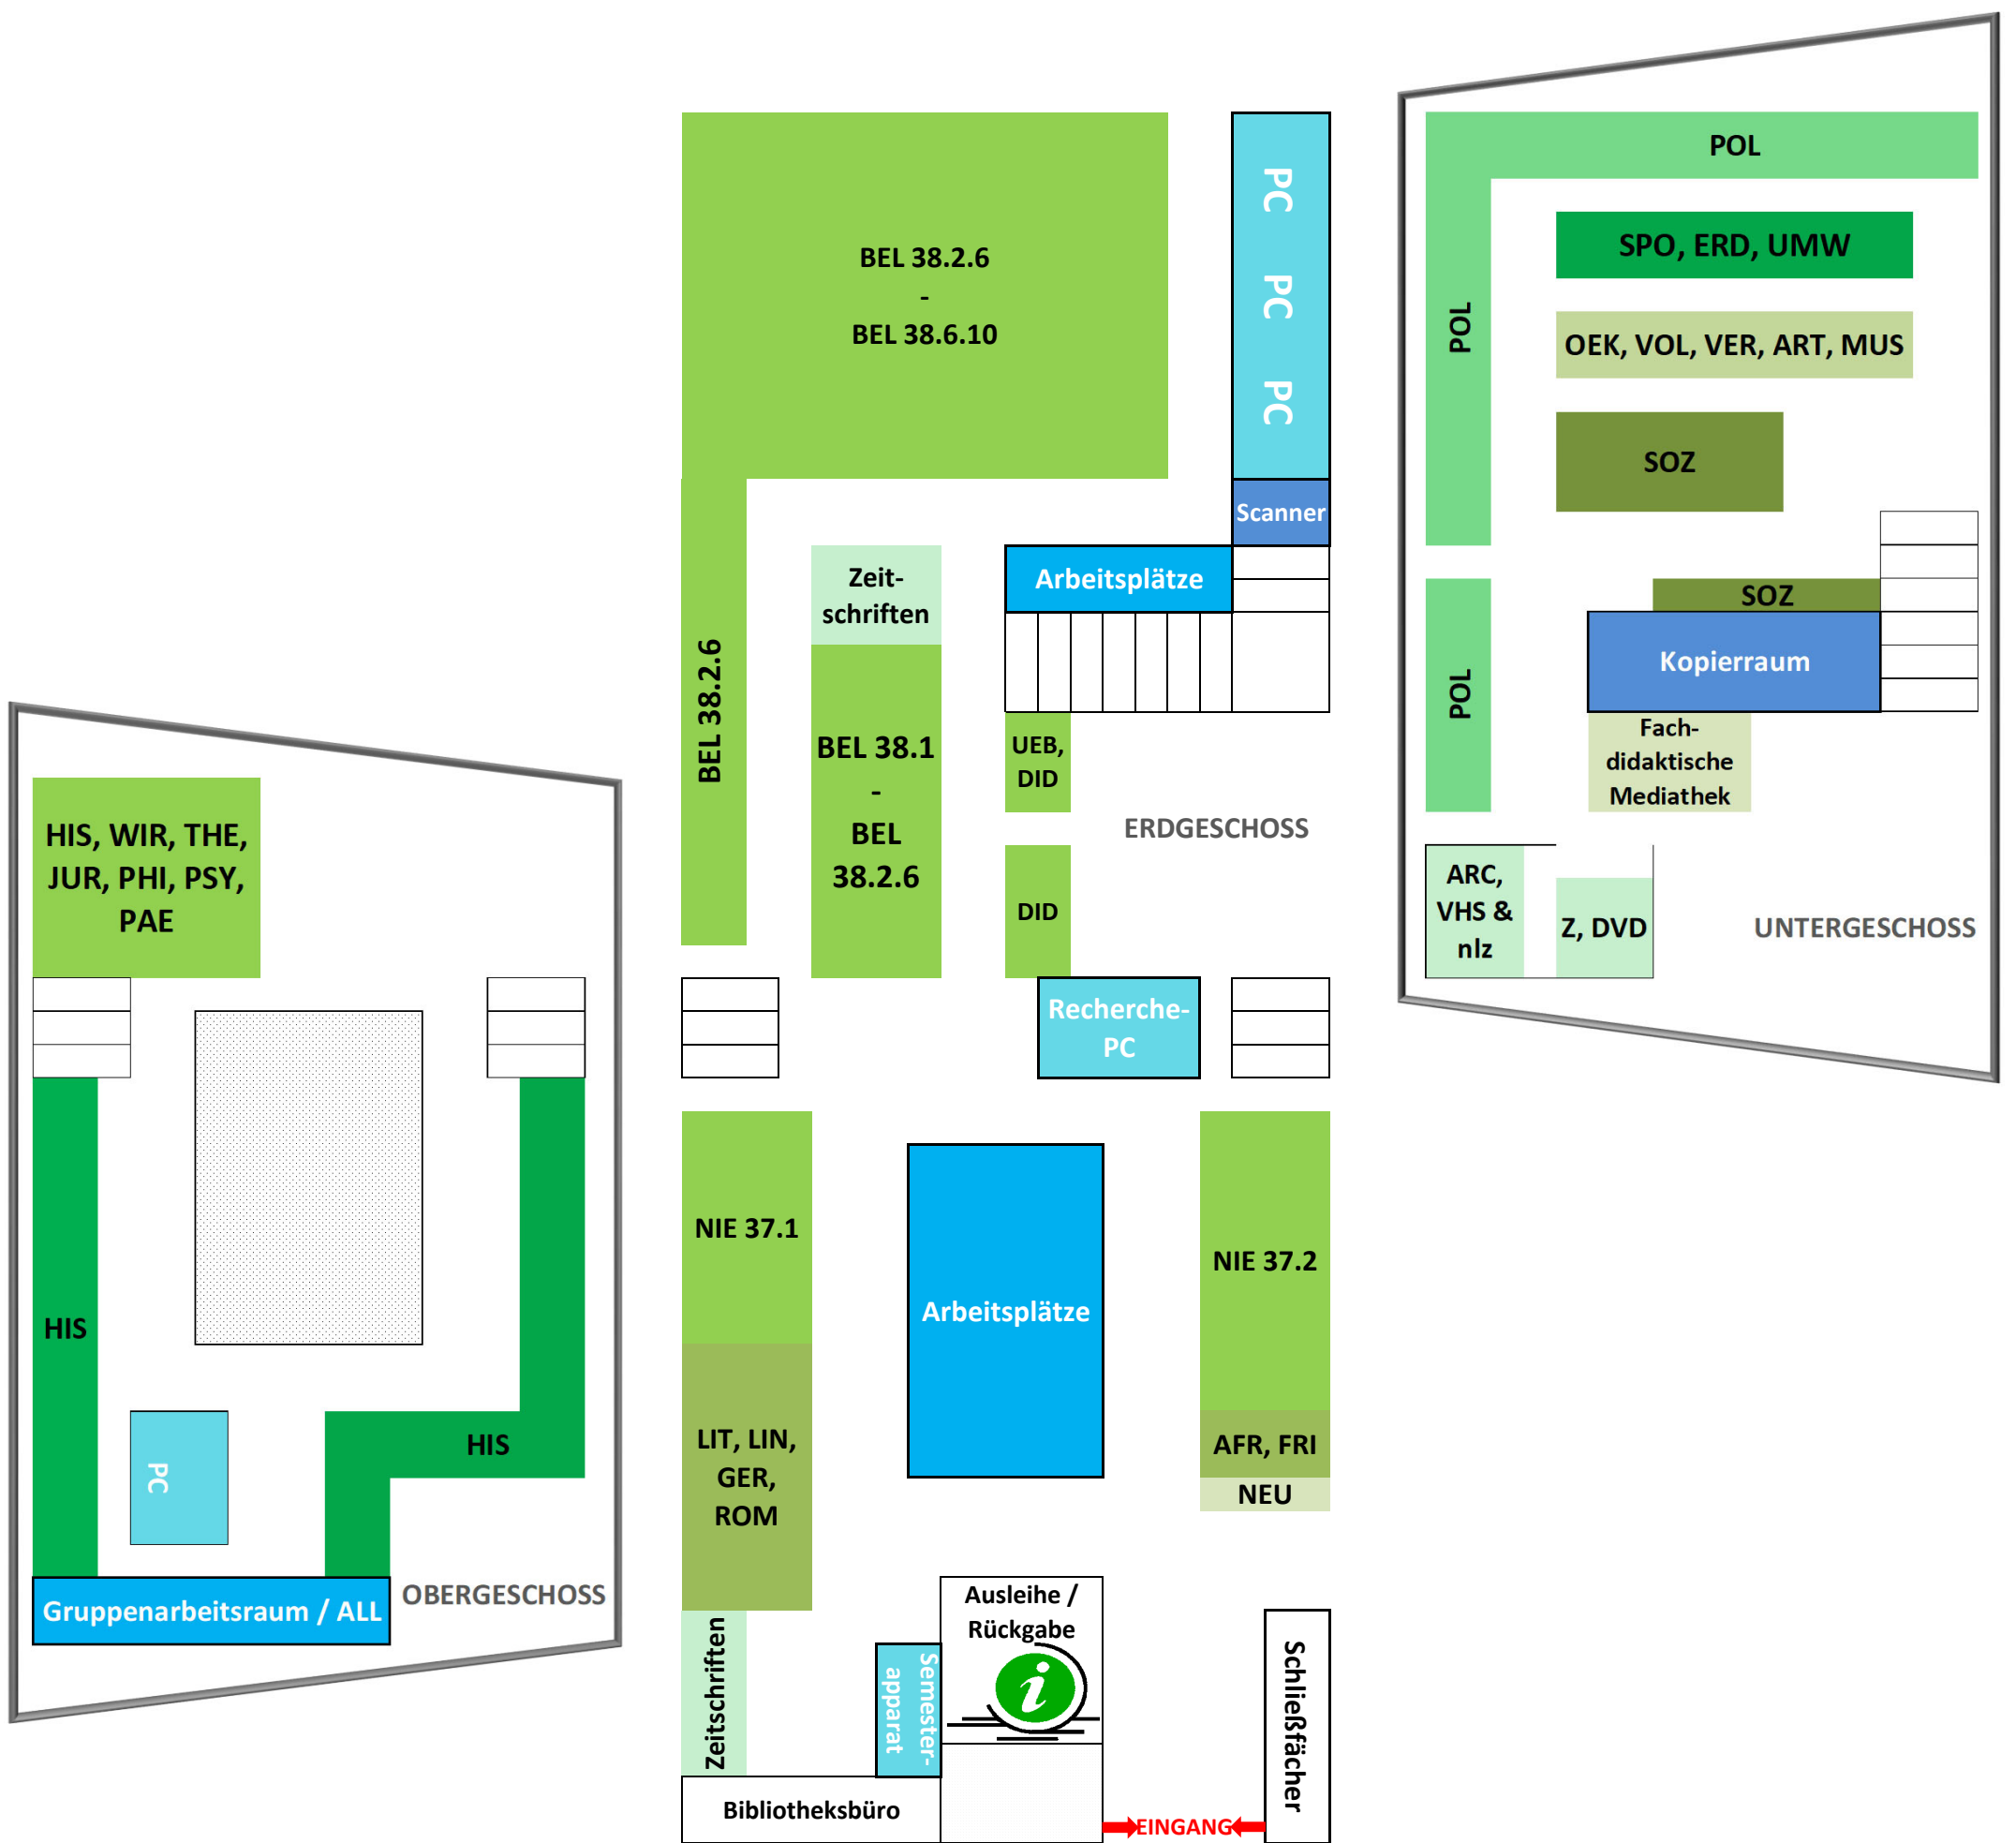 POL
PC
PC
PC
SPO, ERD, UMW
BEL 38.2.6
-
BEL 38.6.10
POL
OEK, VOL, VER, ART, MUS
SOZ
Scanner
Zeit-
schriften
Arbeitsplätze
SOZ
Kopierraum
BEL 38.2.6
POL
BEL 38.1
-
BEL
38.2.6
UEB,
DID
Fach-
didaktische
Mediathek
ERDGESCHOSS
HIS, WIR, THE,
JUR, PHI, PSY,
PAE
DID
ARC,
VHS &
nlz
Z, DVD
UNTERGESCHOSS
Recherche-
PC
NIE 37.1
NIE 37.2
Arbeitsplätze
HIS
HIS
PC
LIT, LIN,
GER,
ROM
AFR, FRI
NEU
OBERGESCHOSS
Gruppenarbeitsraum / ALL
Ausleihe /
Rückgabe
i
Zeitschriften
Semester-
apparat
Schließfächer
Bibliotheksbüro
EINGANG